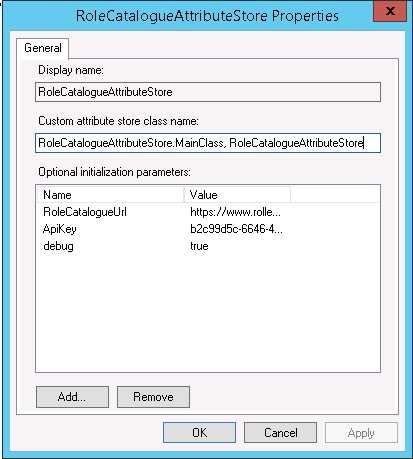 RoleCatalogueAttributeStore Properties
x
General
Display name:
RoleCatalogueAttributeStore
Custom attribute store class name:
RoleCatalogueAttributeStore.MainClass, RoleCatalogueAttributeStore
Optional initialization parameters:
Name Value
RoleCatalogueUrl https://www.rolle...
ApiKey b2c99d5c-6646-4...
debug true
Add... Remove
OK Cancel Apply